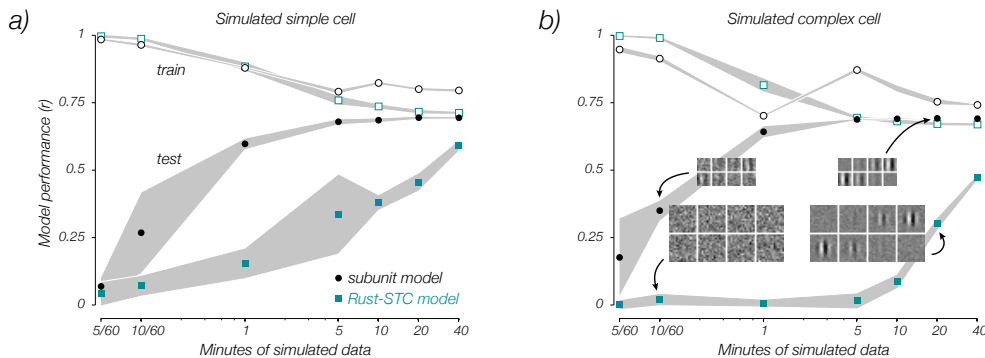 a)
Simulated simple cell
Model performance (r)
1
0.75
0.5
0.25
0
train
test
subunit model
Rust-STC model
5/60
10/60
1
5
10
20
40
Minutes of simulated data
b)
Simulated complex cell
1
0.75
0.5
0.25
0
5/60
10/60
1
5
10
20
40
Minutes of simulated data